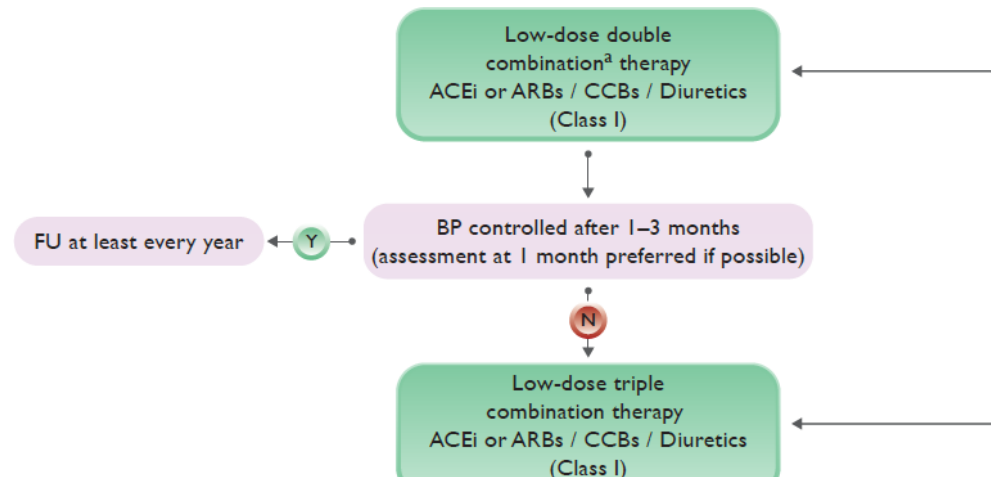 Low-dose double
combinationᵃ therapy
ACEi or ARBs / CCBs / Diuretics
(Class I)
BP controlled after 1–3 months
(assessment at 1 month preferred if possible)
Y
FU at least every year
N
Low-dose triple
combination therapy
ACEi or ARBs / CCBs / Diuretics
(Class I)